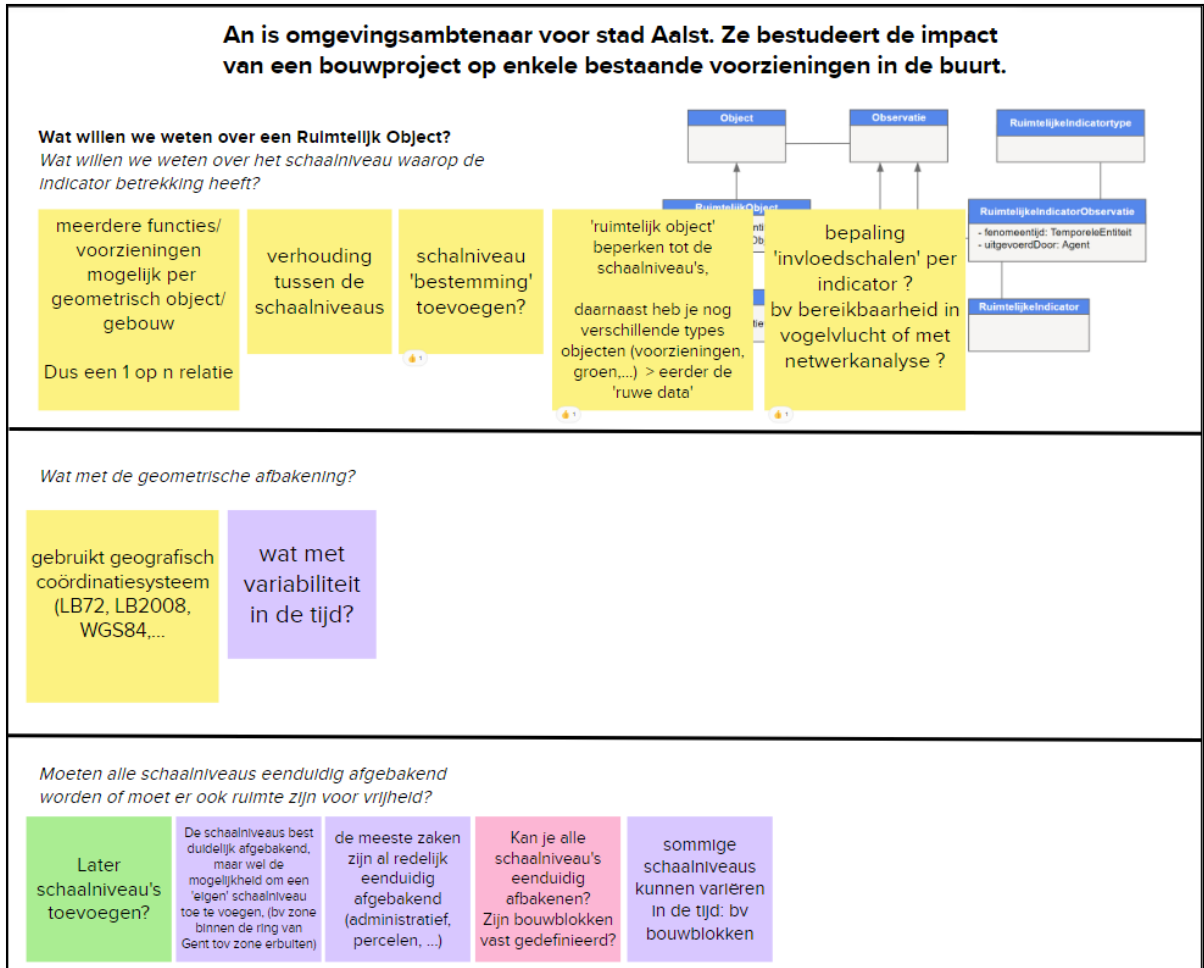 An is omgevingsambtenaar voor stad Aalst. Ze bestudeert de impact
van een bouwproject op enkele bestaande voorzieningen in de buurt.
Wat willen we weten over een Ruimtelijk Object?
Wat willen we weten over het schaalniveau waarop de
indicator betrekking heeft?
Object
Observatie
RuimtelijkeIndicatortype
RuimtelijkObject
RuimtelijkeIndicatorObservatie
- fenomeentijd: TemporeleEntiteit
- uitgevoerdDoor: Agent
RuimtelijkeIndicator
meerdere functies/
voorzieningen
mogelijk per
geometrisch object/
gebouw
Dus een 1 op n relatie
verhouding
tussen de
schaalniveaus
schalniveau
'bestemming'
toevoegen?
👍 1
'ruimtelijk object'
beperken tot de
schaalniveau's,
daarnaast heb je nog
verschillende types
objecten (voorzieningen,
groen,...) > eerder de
'ruwe data'
👍 1
bepaling
'invloedschalen' per
indicator ?
bv bereikbaarheid in
vogelvlucht of met
netwerkanalyse ?
👍 1
Wat met de geometrische afbakening?
gebruikt geografisch
coördinatiesysteem
(LB72, LB2008,
WGS84,...
wat met
variabiliteit
in de tijd?
Moeten alle schaalniveaus eenduidig afgebakend
worden of moet er ook ruimte zijn voor vrijheid?
Later
schaalniveau's
toevoegen?
De schaalniveaus best
duidelijk afgebakend,
maar wel de
mogelijkheid om een
'eigen' schaalniveau
toe te voegen, (bv zone
binnen de ring van
Gent tov zone erbuiten)
de meeste zaken
zijn al redelijk
eenduidig
afgebakend
(administratief,
percelen, ...)
Kan je alle
schaalniveau's
eenduidig
afbakenen?
Zijn bouwblokken
vast gedefinieerd?
sommige
schaalniveaus
kunnen variëren
in de tijd: bv
bouwblokken